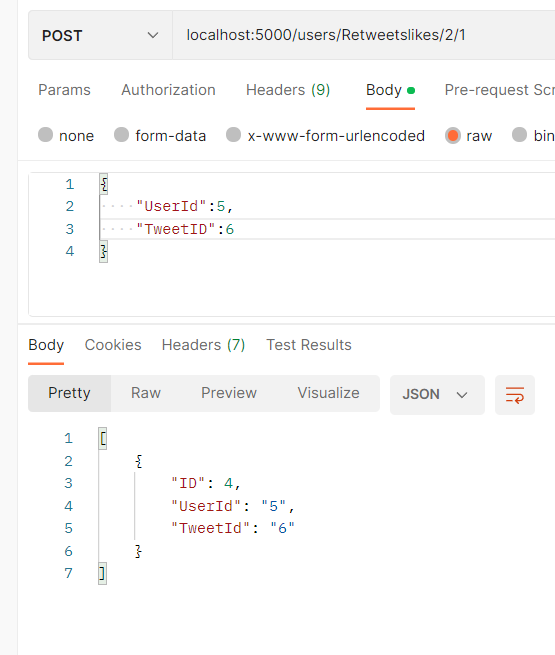 POST localhost:5000/users/Retweetslikes/2/1
Params Authorization Headers (9) Body Pre-request Scr
none form-data x-www-form-urlencoded raw bin
1 {
2 "UserId":5,
3 "TweetID":6
4 }
Body Cookies Headers (7) Test Results
Pretty Raw Preview Visualize JSON
1 [
2 {
3 "ID": 4,
4 "UserId": "5",
5 "TweetId": "6"
6 }
7 ]